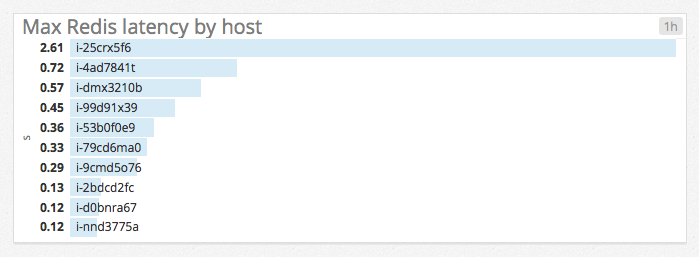 Max Redis latency by host 1h
2.61 i-25crx5f6
0.72 i-4ad7841t
0.57 i-dmx3210b
0.45 i-99d91x39
0.36 i-53b0f0e9
s
0.33 i-79cd6ma0
0.29 i-9cmd5o76
0.13 i-2bdcd2fc
0.12 i-d0bnra67
0.12 i-nnd3775a